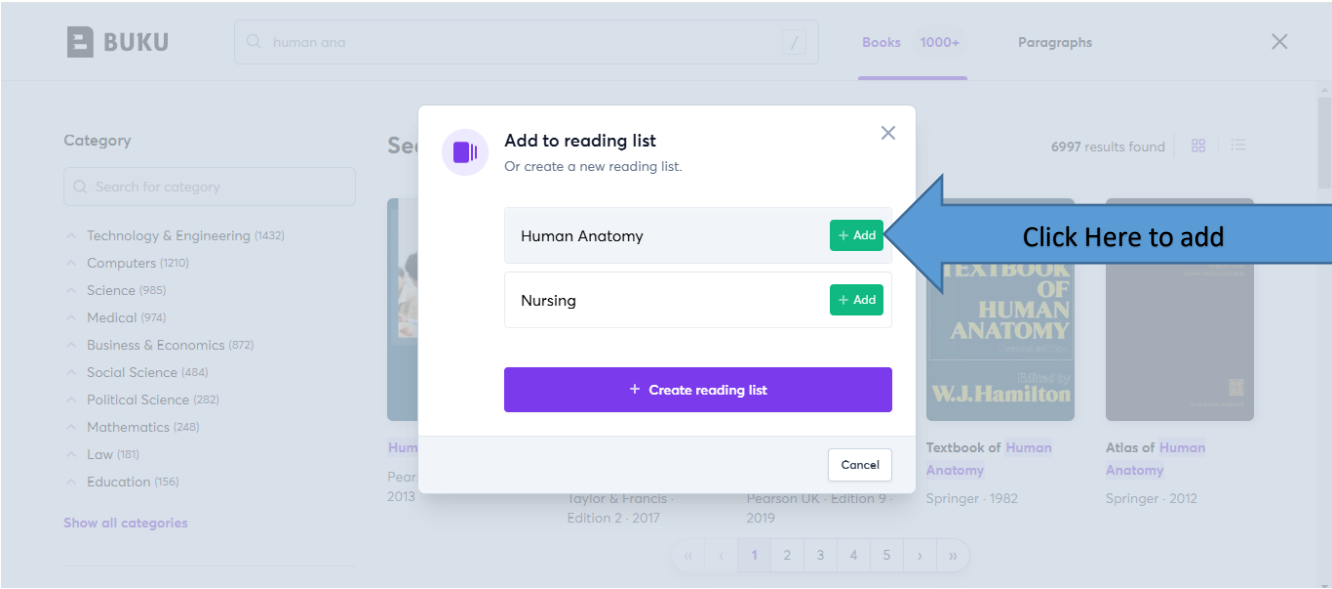 BUKU
human ana
/
Books 1000+
Paragraphs
Category
Search for category
Technology & Engineering (1432)
Computers (1210)
Science (985)
Medical (974)
Business & Economics (872)
Social Science (484)
Political Science (282)
Mathematics (248)
Law (181)
Education (156)
Show all categories
6997 results found
Add to reading list
Or create a new reading list.
Human Anatomy
+ Add
Nursing
+ Add
+ Create reading list
Cancel
Click Here to add
TEXTBOOK
OF
HUMAN
ANATOMY
Edited by
W.J.Hamilton
2013
Taylor & Francis ·
Edition 2 · 2017
Pearson UK · Edition 9 ·
2019
Textbook of Human
Anatomy
Springer · 1982
Atlas of Human
Anatomy
Springer · 2012
« ‹ 1 2 3 4 5 › »